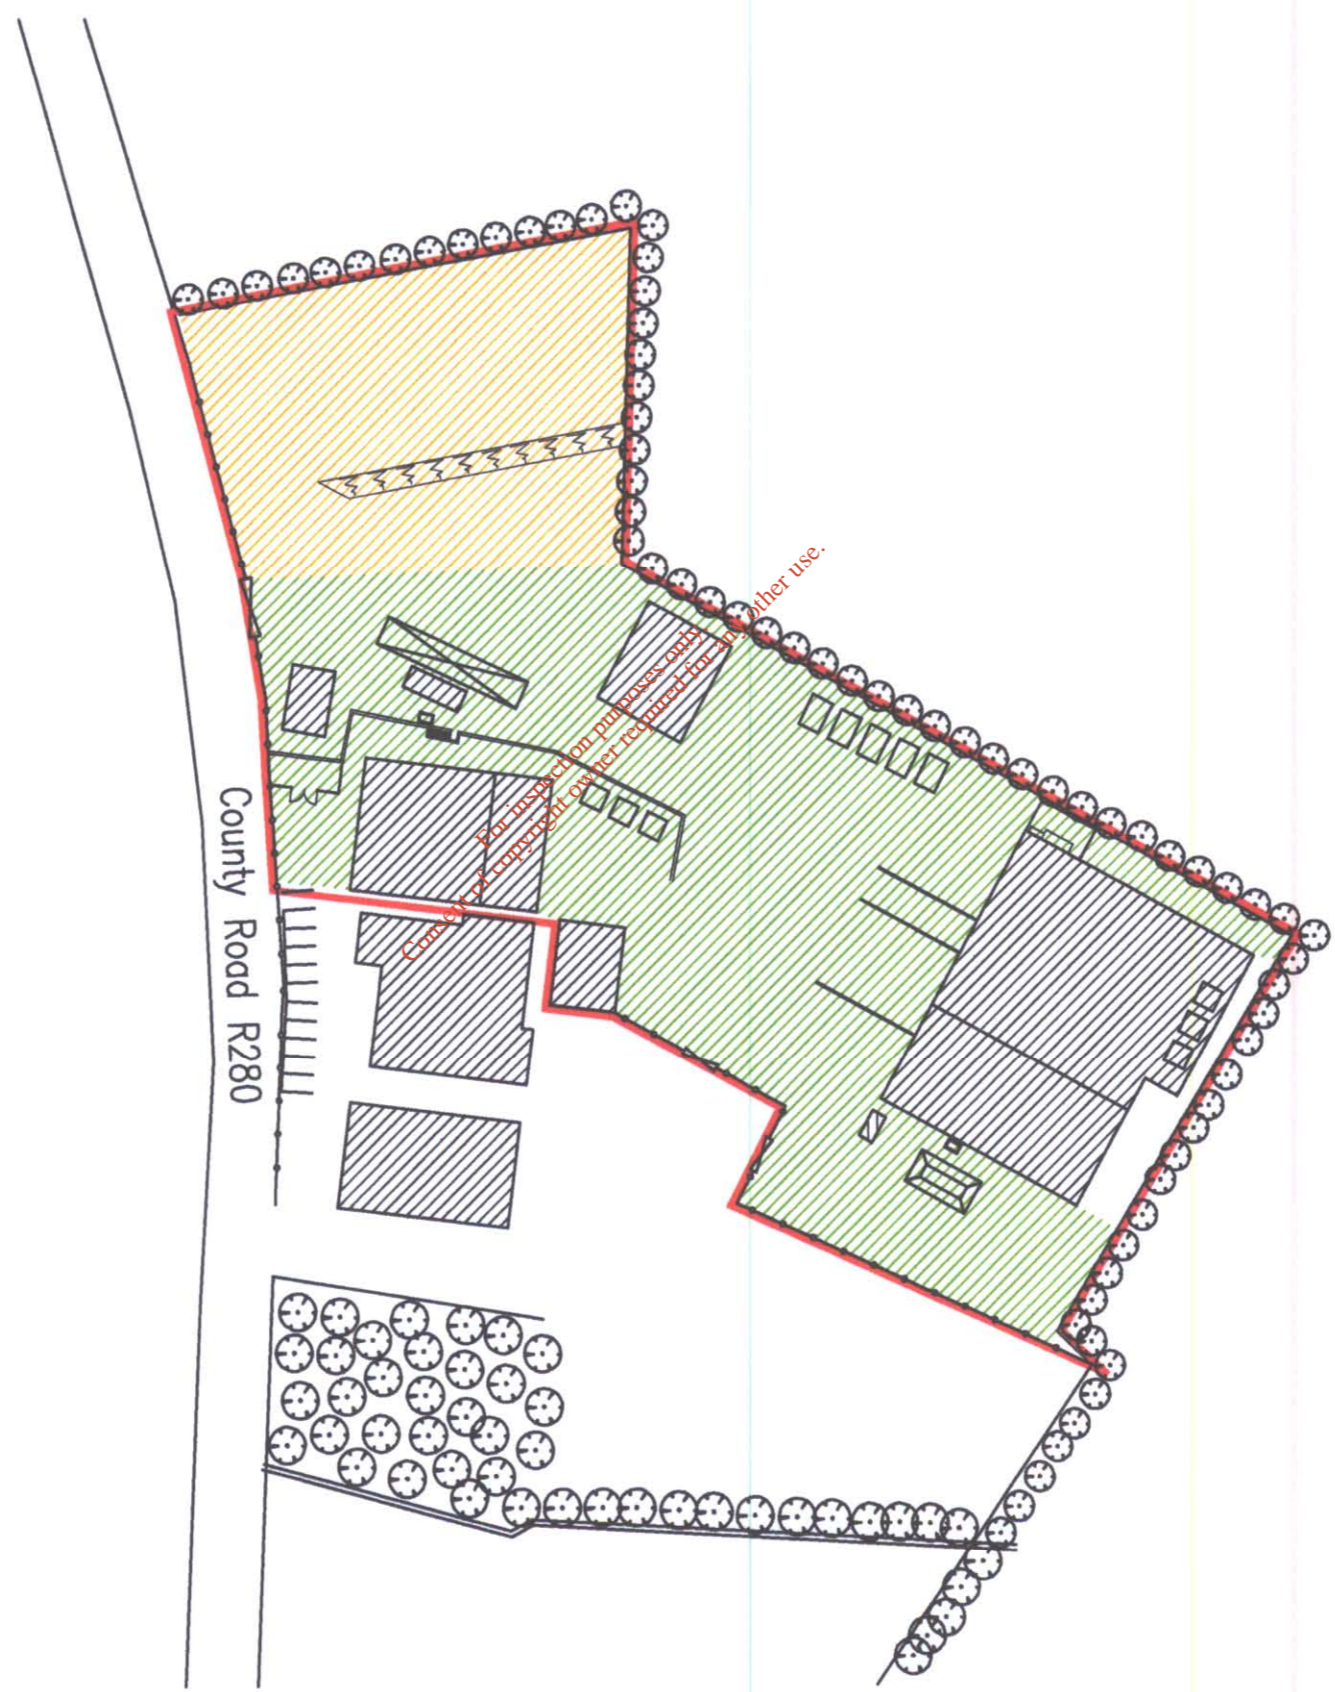 For inspection purposes only.
Consent of copyright owner required for any other use.
County Road R280